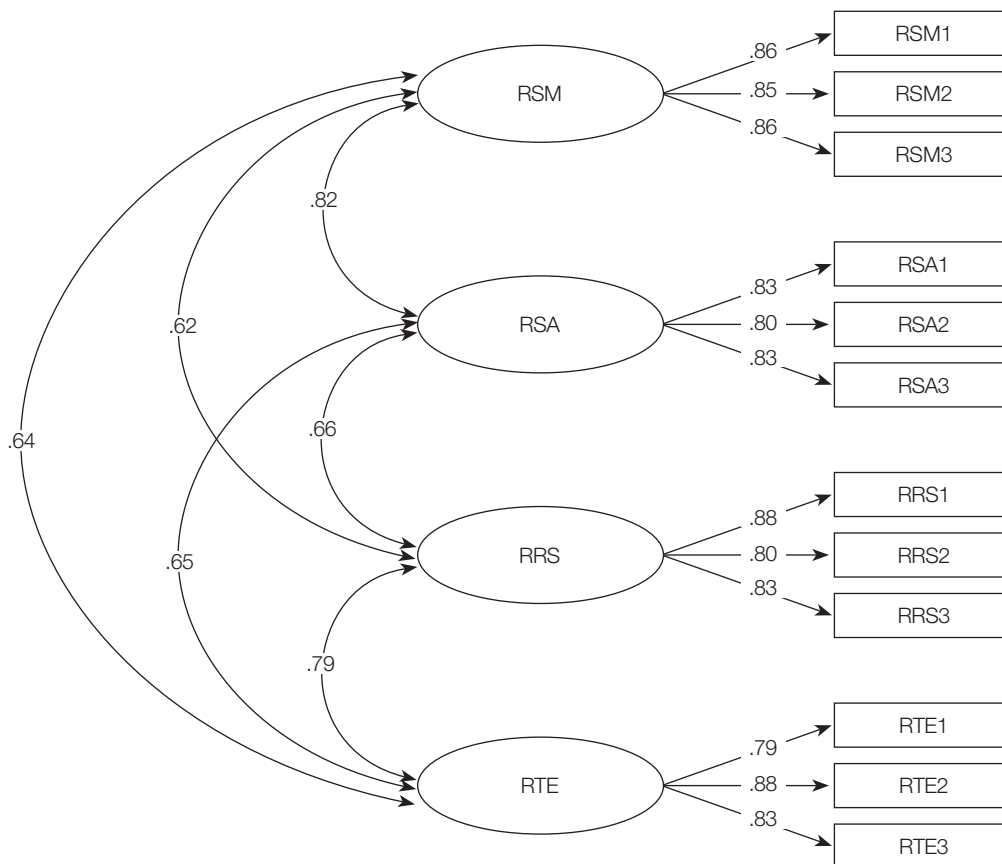 RSM1
.86
RSM
.85
RSM2
.86
RSM3
.82
RSA1
.83
.62
RSA
.80
RSA2
.83
RSA3
.66
.64
RRS1
.88
.65
RRS
.80
RRS2
.83
RRS3
.79
RTE1
.79
RTE
.88
RTE2
.83
RTE3